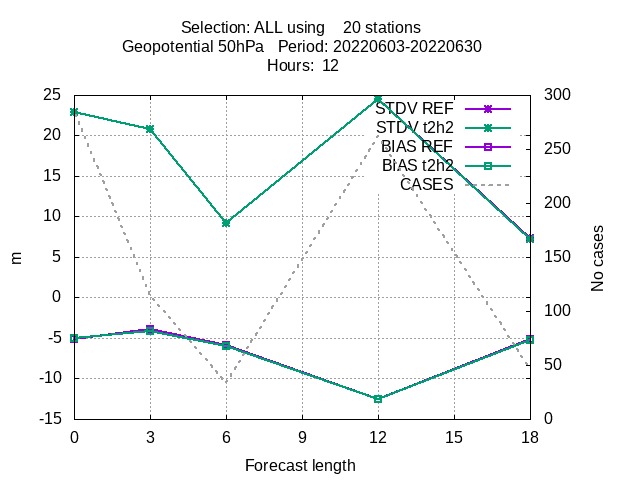 Selection: ALL using    20 stations
Geopotential 50hPa   Period: 20220603-20220630
Hours:  12
25
20
15
10
5
0
-5
-10
-15
m
300
250
200
150
100
50
0
No cases
STDV REF
STDV t2h2
BIAS REF
BIAS t2h2
CASES
0 3 6 9 12 15 18
Forecast length